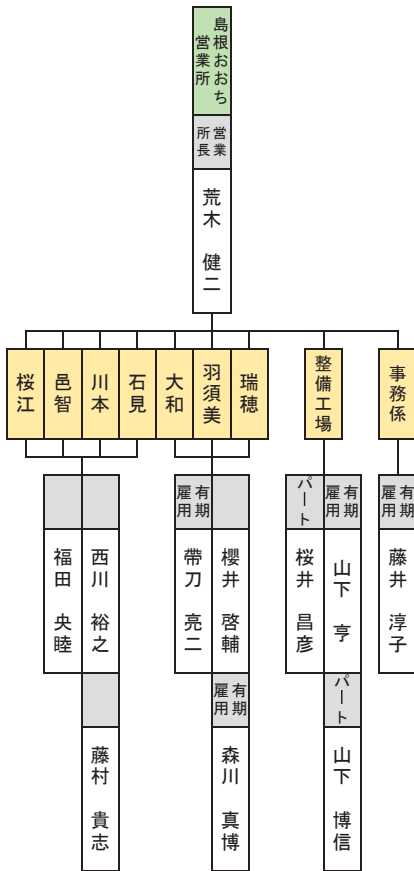 島根おおち
営業所
営業
所長
荒木 健二
事務係
整備工場
瑞穂
羽須美
大和
石見
川本
邑智
桜江
有期
雇用
藤井 淳子
有期
雇用
山下 亨
パート
山下 博信
パート
桜井 昌彦
櫻井 啓輔
有期
雇用
森川 真博
有期
雇用
帶刀 亮二
西川 裕之
藤村 貴志
福田 央睦